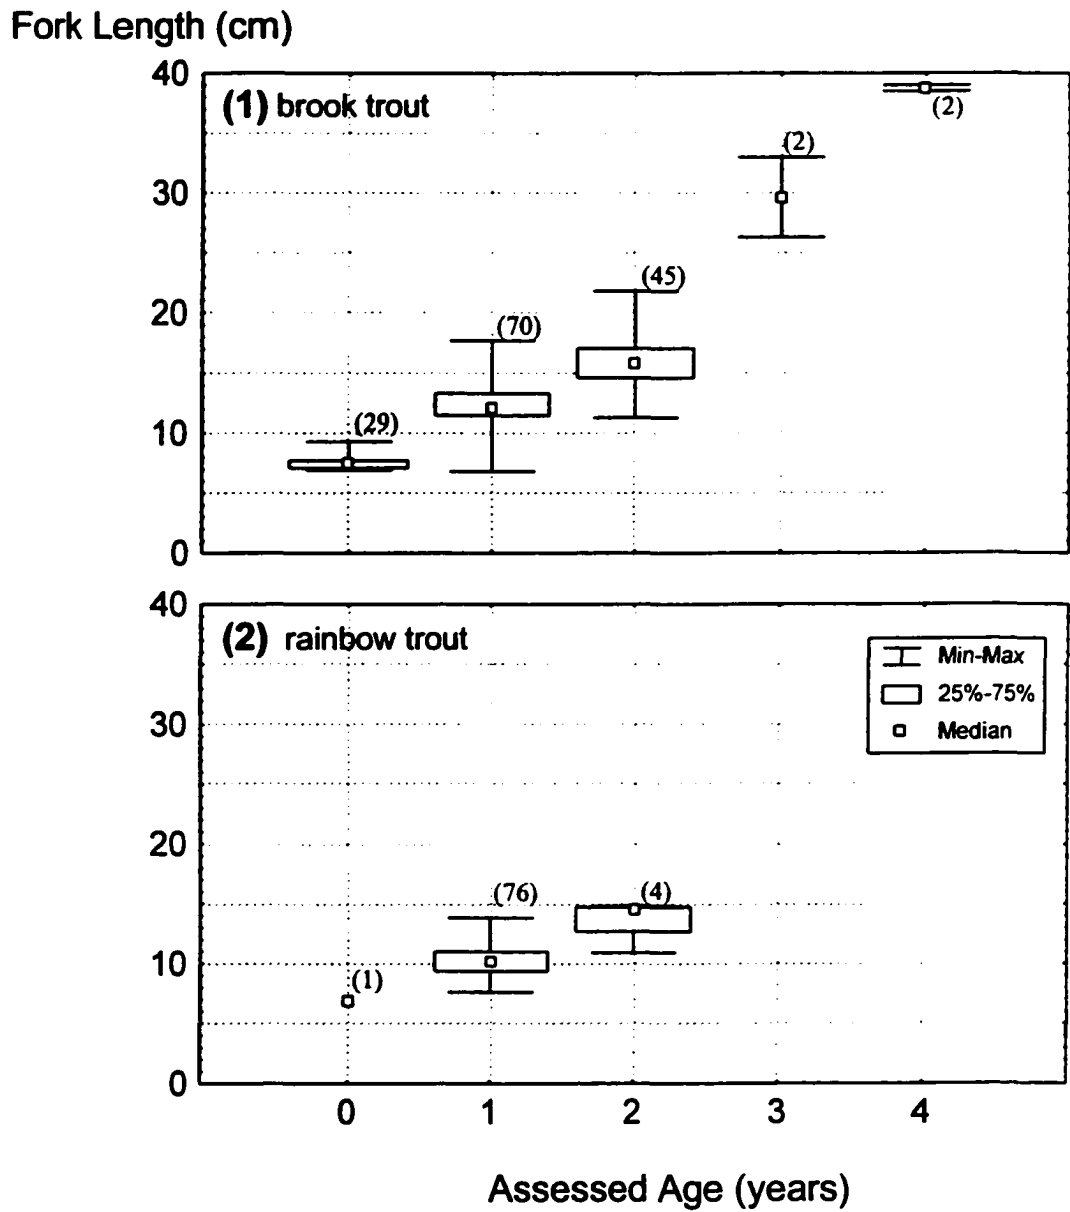 Fork Length (cm)
40
(1) brook trout
(2)
(2)
30
(45)
20
(70)
(29)
10
0
40
(2) rainbow trout
Min-Max
25%-75%
Median
30
20
(76)
(4)
10
(1)
0
0 1 2 3 4
Assessed Age (years)